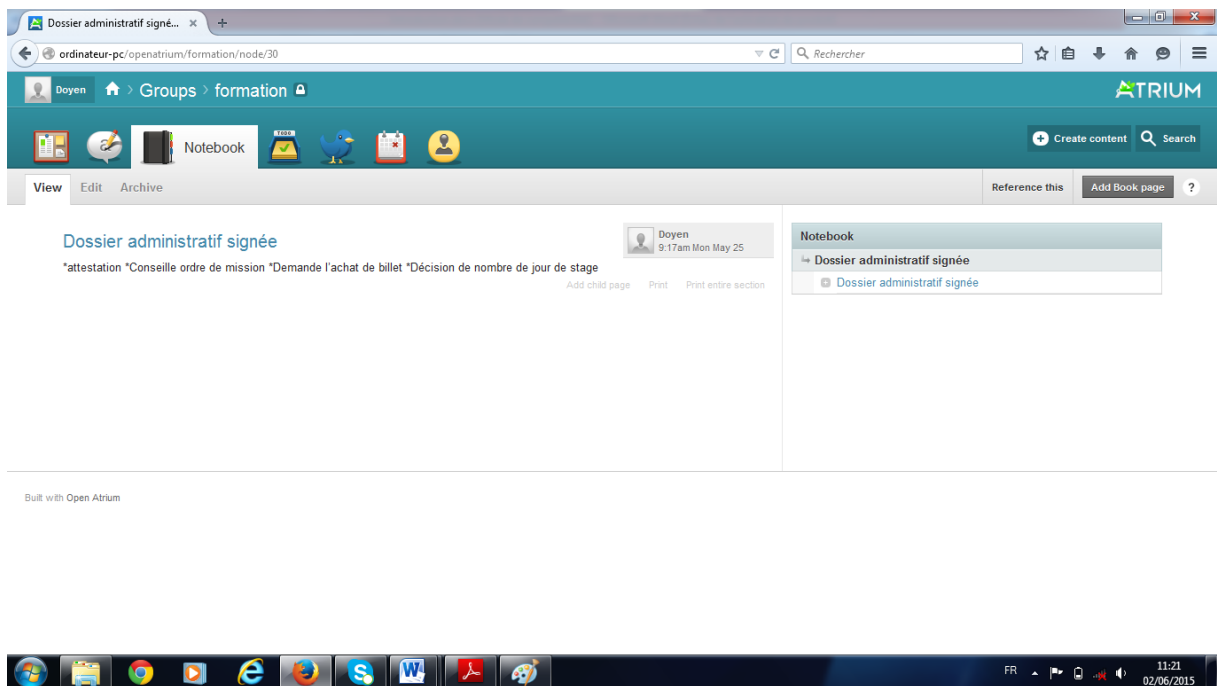 Dossier administratif signé...
ordinateur-pc/openatrium/formation/node/30
Rechercher
Doyen > Groups > formation
ATRIUM
Notebook
TODO
Create content Search
View Edit Archive
Reference this Add Book page ?
Dossier administratif signée
Doyen
9:17am Mon May 25
*attestation *Conseille ordre de mission *Demande l'achat de billet *Décision de nombre de jour de stage
Add child page Print Print entire section
Notebook
Dossier administratif signée
Dossier administratif signée
Built with Open Atrium
FR
11:21
02/06/2015